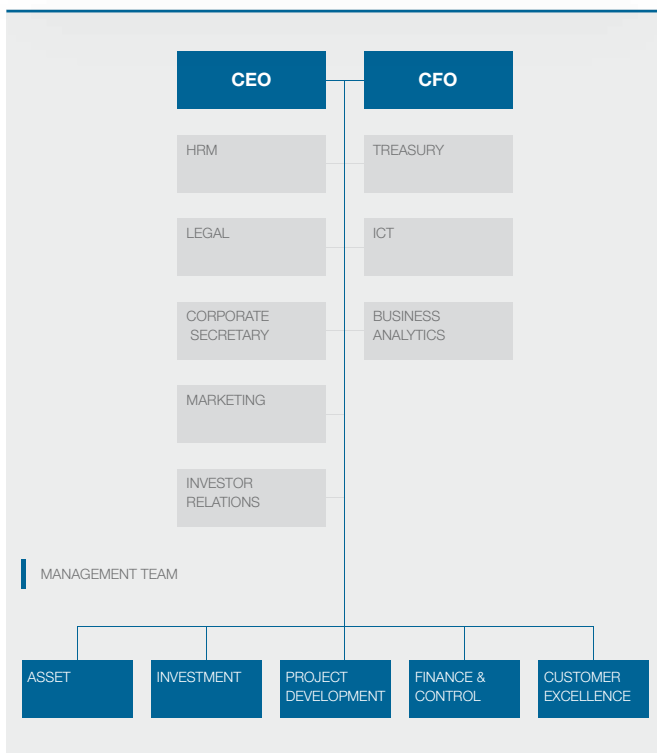 CEO
CFO
HRM
TREASURY
LEGAL
ICT
CORPORATE
SECRETARY
BUSINESS
ANALYTICS
MARKETING
INVESTOR
RELATIONS
MANAGEMENT TEAM
ASSET
INVESTMENT
PROJECT
DEVELOPMENT
FINANCE &
CONTROL
CUSTOMER
EXCELLENCE